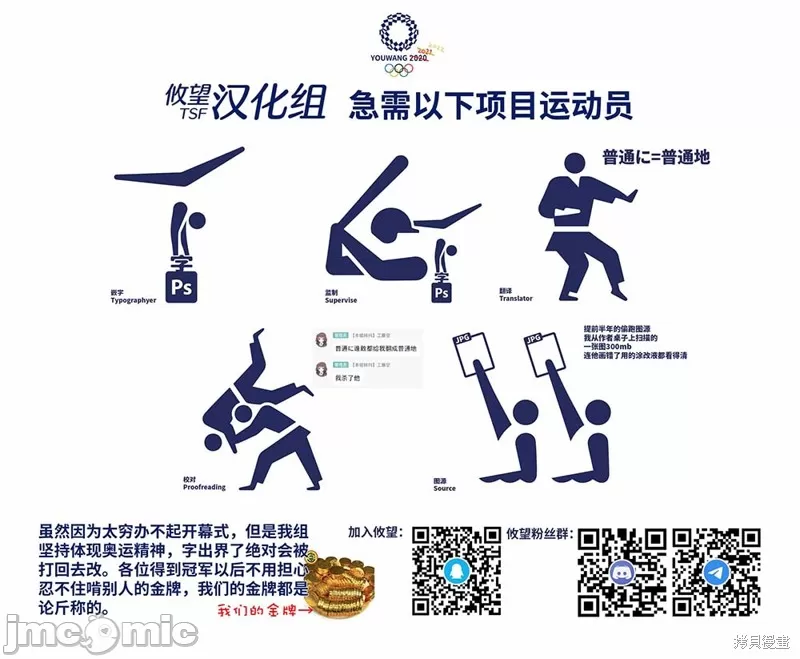 YOUWANG 2020
2021
2022
攸望
TSF
汉化组 急需以下项目运动员
普通に=普通地
字
Ps
嵌字
Typographyer
字
Ps
监制
Supervise
翻译
Translator
普通に谁敢都给我翻成普通地
我杀了他
JPG
JPG
提前半年的偷跑图源
我从作者桌子上扫描的
一张图300mb
连他画错了用的涂改液都看得清
校对
Proofreading
图源
Source
虽然因为太穷办不起开幕式，但是我组
坚持体现奥运精神，字出界了绝对会被
打回去改。各位得到冠军以后不用担心
忍不住啃别人的金牌，我们的金牌都是
论斤称的。
我们的金牌→
加入攸望：
攸望粉丝群：
jmcomic
拷貝漫畫